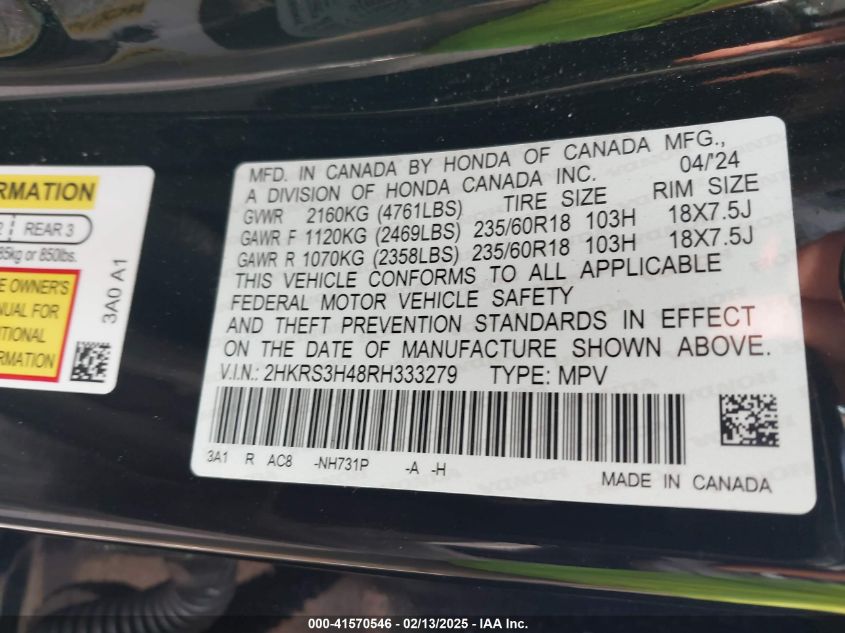 RMATION
2 REAR 3
85kg or 850lbs.
E OWNER'S
NUAL FOR
ITIONAL
RMATION
3A0 A1
MFD. IN CANADA BY HONDA OF CANADA MFG.,
A DIVISION OF HONDA CANADA INC. 04/'24
GVWR 2160KG (4761LBS) TIRE SIZE RIM SIZE
GAWR F 1120KG (2469LBS) 235/60R18 103H 18X7.5J
GAWR R 1070KG (2358LBS) 235/60R18 103H 18X7.5J
THIS VEHICLE CONFORMS TO ALL APPLICABLE
FEDERAL MOTOR VEHICLE SAFETY
AND THEFT PREVENTION STANDARDS IN EFFECT
ON THE DATE OF MANUFACTURE SHOWN ABOVE.
V.I.N.: 2HKRS3H48RH333279 TYPE: MPV
3A1 R AC8 -NH731P -A -H
MADE IN CANADA
000-41570546 - 02/13/2025 - IAA Inc.